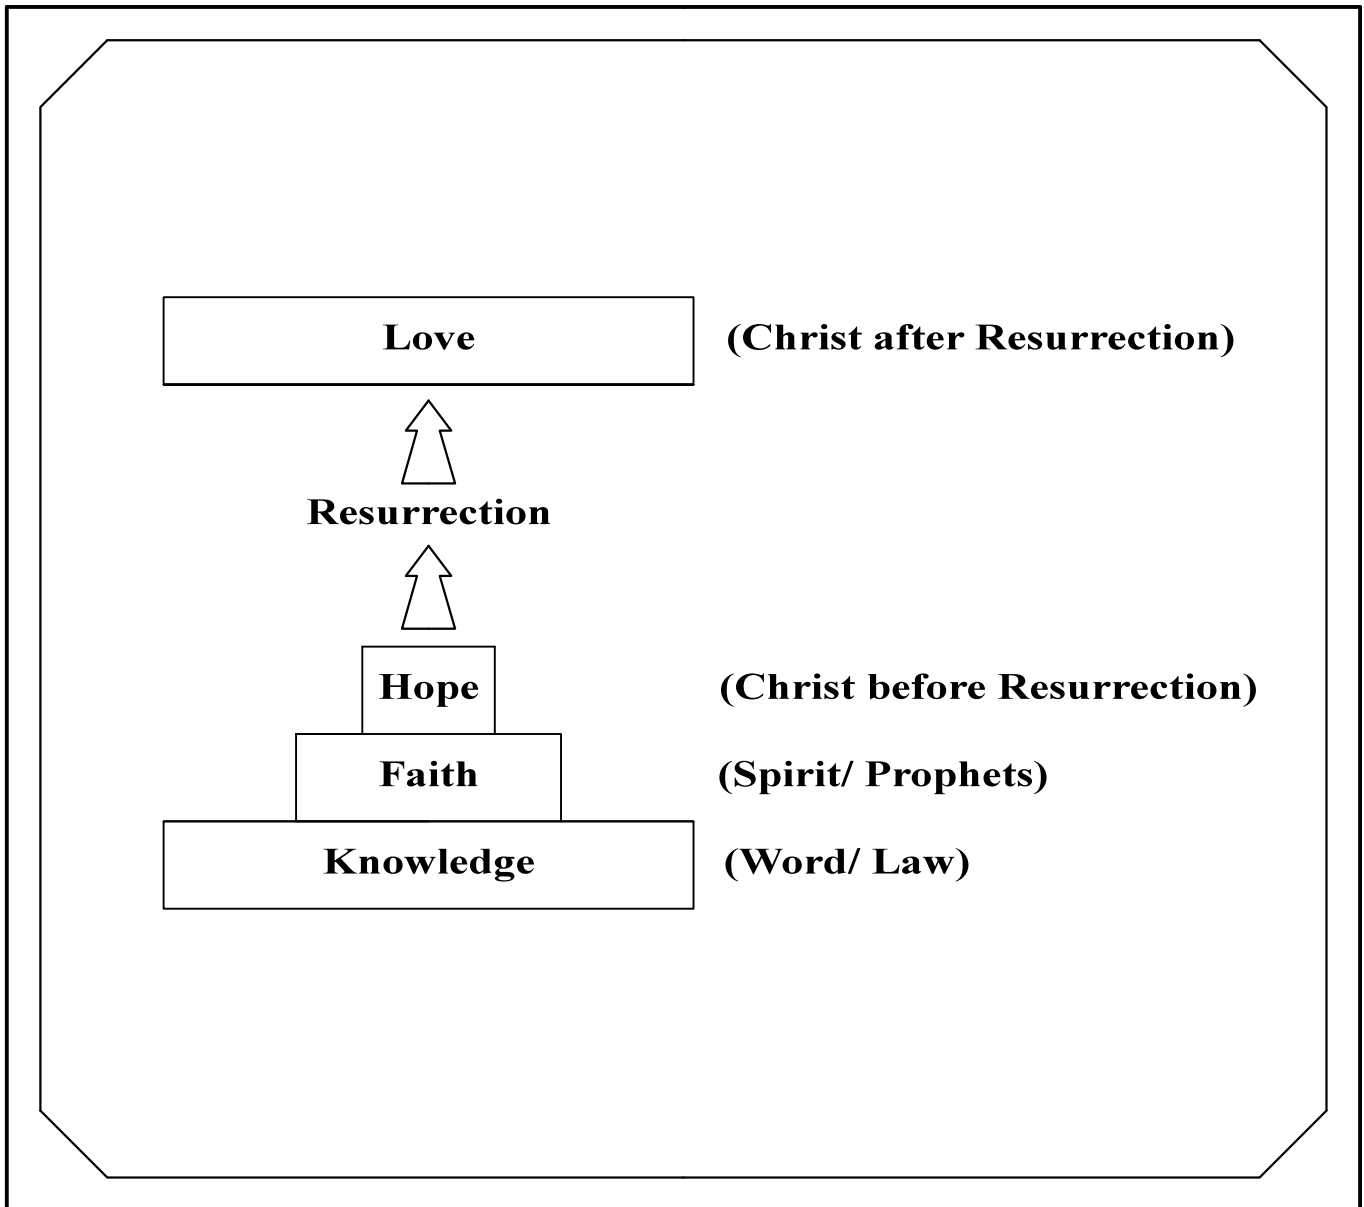 Love (Christ after Resurrection)
Resurrection
Hope (Christ before Resurrection)
Faith (Spirit/ Prophets)
Knowledge (Word/ Law)